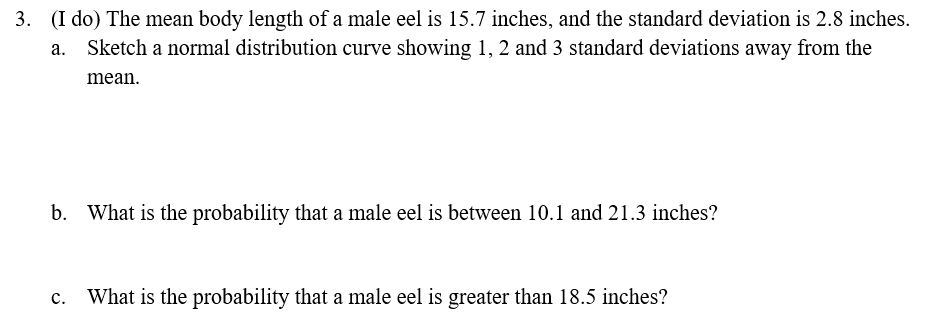 3. (I do) The mean body length of a male eel is 15.7 inches, and the standard deviation is 2.8 inches.
a. Sketch a normal distribution curve showing 1, 2 and 3 standard deviations away from the
mean.
b. What is the probability that a male eel is between 10.1 and 21.3 inches?
c. What is the probability that a male eel is greater than 18.5 inches?